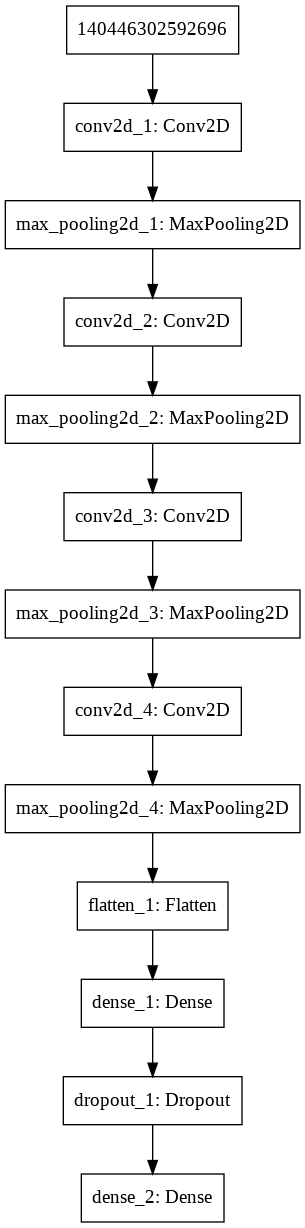 140446302592696
conv2d_1: Conv2D
max_pooling2d_1: MaxPooling2D
conv2d_2: Conv2D
max_pooling2d_2: MaxPooling2D
conv2d_3: Conv2D
max_pooling2d_3: MaxPooling2D
conv2d_4: Conv2D
max_pooling2d_4: MaxPooling2D
flatten_1: Flatten
dense_1: Dense
dropout_1: Dropout
dense_2: Dense